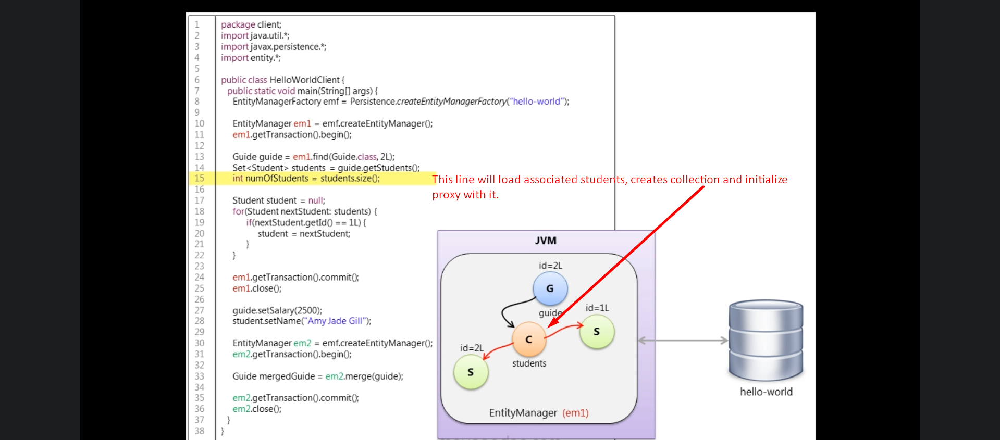 1 package client;
2 import java.util.*;
3 import javax.persistence.*;
4 import entity.*;
5
6 public class HelloWorldClient {
7 public static void main(String[] args) {
8 EntityManagerFactory emf = Persistence.createEntityManagerFactory("hello-world");
9
10 EntityManager em1 = emf.createEntityManager();
11 em1.getTransaction().begin();
12
13 Guide guide = em1.find(Guide.class, 2L);
14 Set<Student> students = guide.getStudents();
15 int numOfStudents = students.size();
16
17 Student student = null;
18 for(Student nextStudent: students) {
19 if(nextStudent.getId() == 1L) {
20 student = nextStudent;
21 }
22 }
23
24 em1.getTransaction().commit();
25 em1.close();
26
27 guide.setSalary(2500);
28 student.setName("Amy Jade Gill");
29
30 EntityManager em2 = emf.createEntityManager();
31 em2.getTransaction().begin();
32
33 Guide mergedGuide = em2.merge(guide);
34
35 em2.getTransaction().commit();
36 em2.close();
37 }
38 }
This line will load associated students, creates collection and initialize
proxy with it.
JVM
id=2L
G
guide
id=1L
S
C
students
id=2L
S
EntityManager (em1)
hello-world